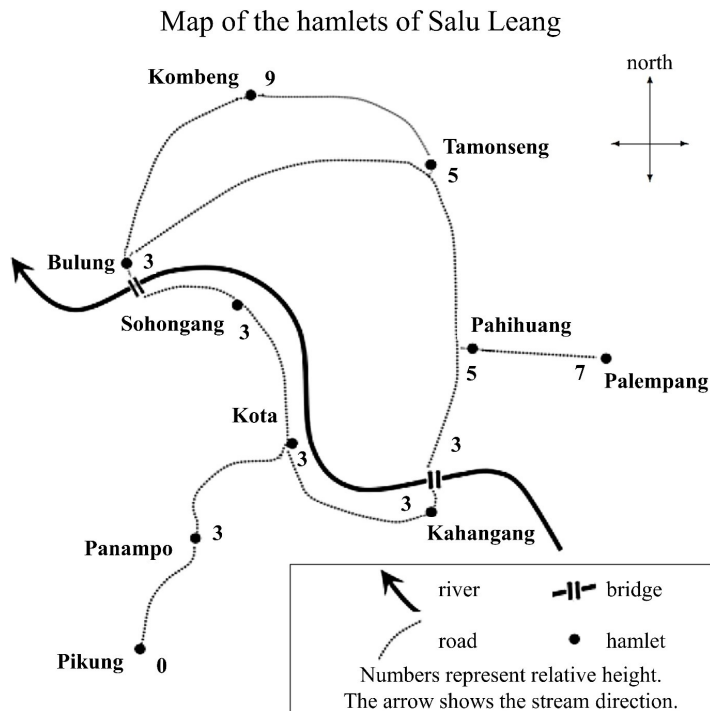 Map of the hamlets of Salu Leang
Kombeng 9
north
Tamonseng
5
Bulung 3
Sohongang
3
Pahihuang
5
7
Palempang
Kota
3
3
3
Kahangang
Panampo 3
Pikung 0
river
bridge
road
hamlet
Numbers represent relative height.
The arrow shows the stream direction.